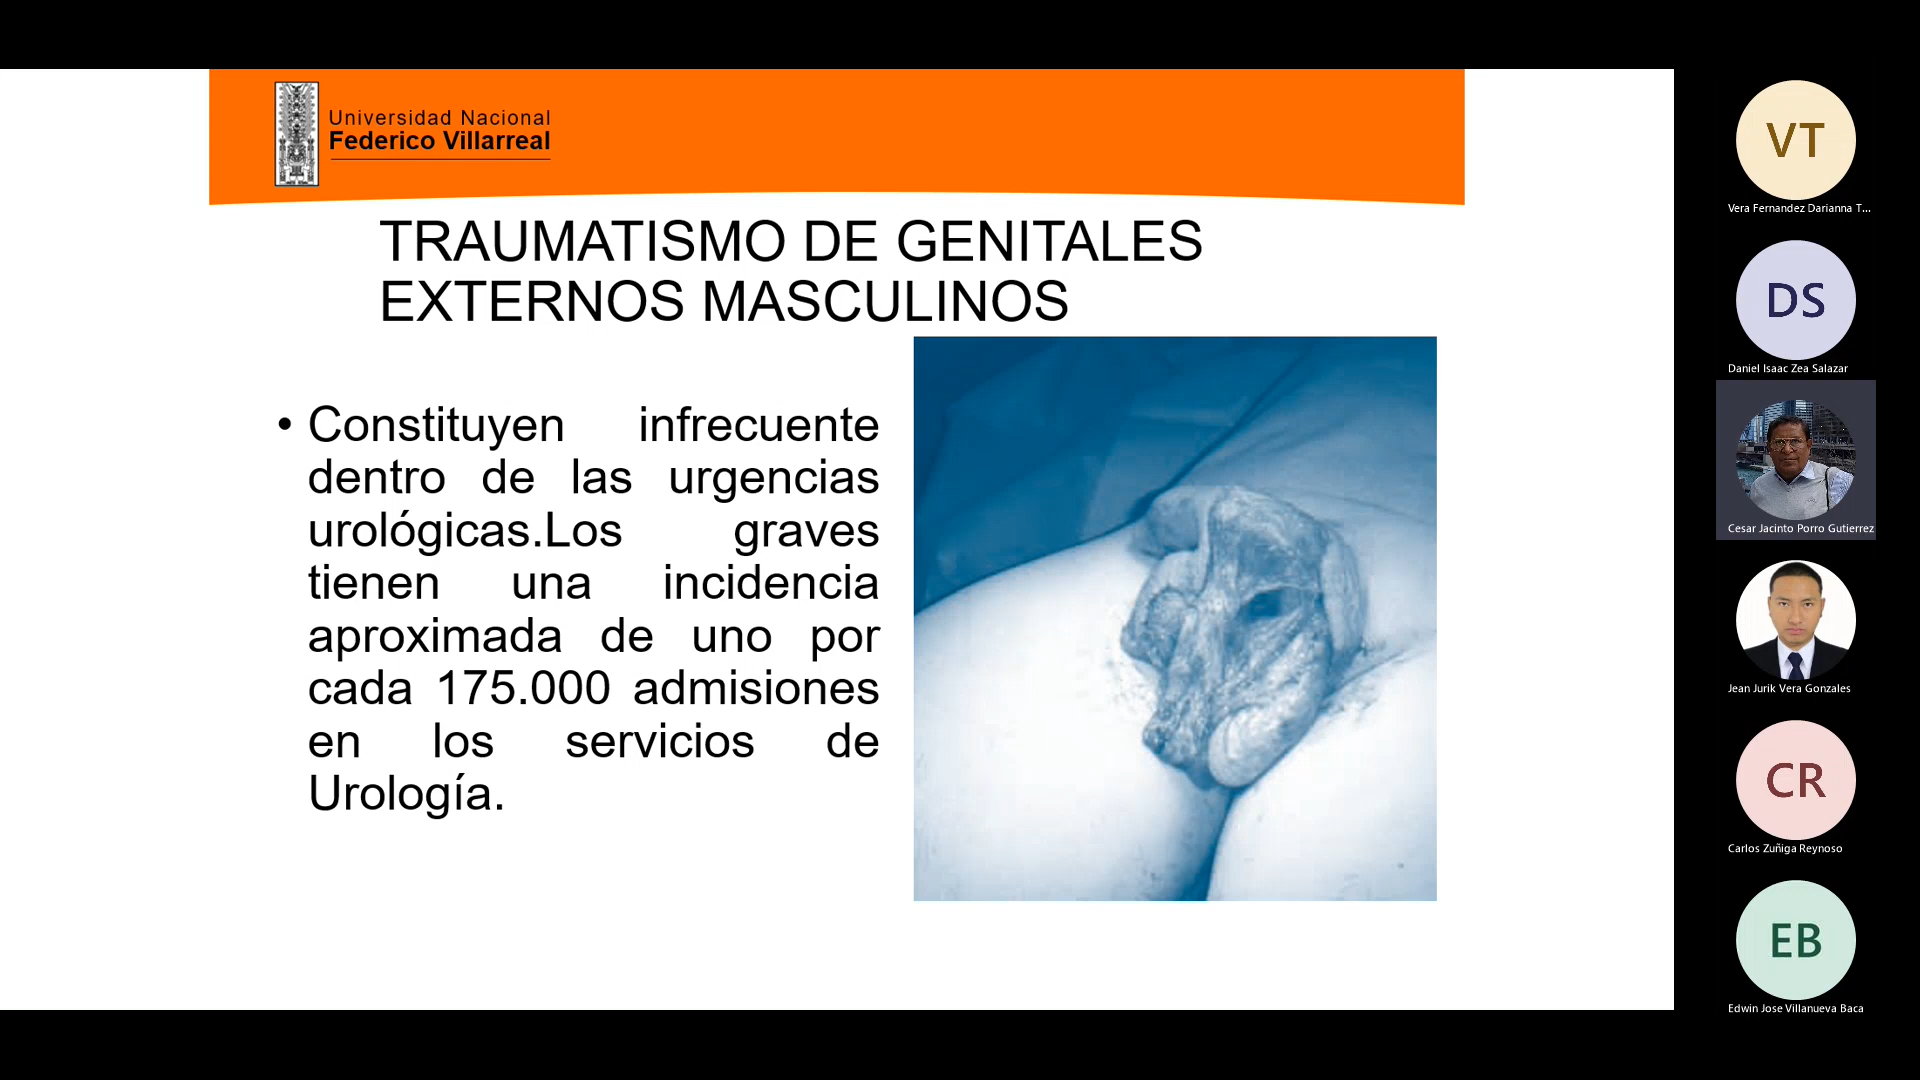 Universidad Nacional
Federico Villarreal
TRAUMATISMO DE GENITALES
EXTERNOS MASCULINOS
• Constituyen infrecuente
dentro de las urgencias
urológicas.Los graves
tienen una incidencia
aproximada de uno por
cada 175.000 admisiones
en los servicios de
Urología.
VT
Vera Fernandez Darianna T...
DS
Daniel Isaac Zea Salazar
Cesar Jacinto Porro Gutierrez
Jean Jurik Vera Gonzales
CR
Carlos Zuñiga Reynoso
EB
Edwin Jose Villanueva Baca